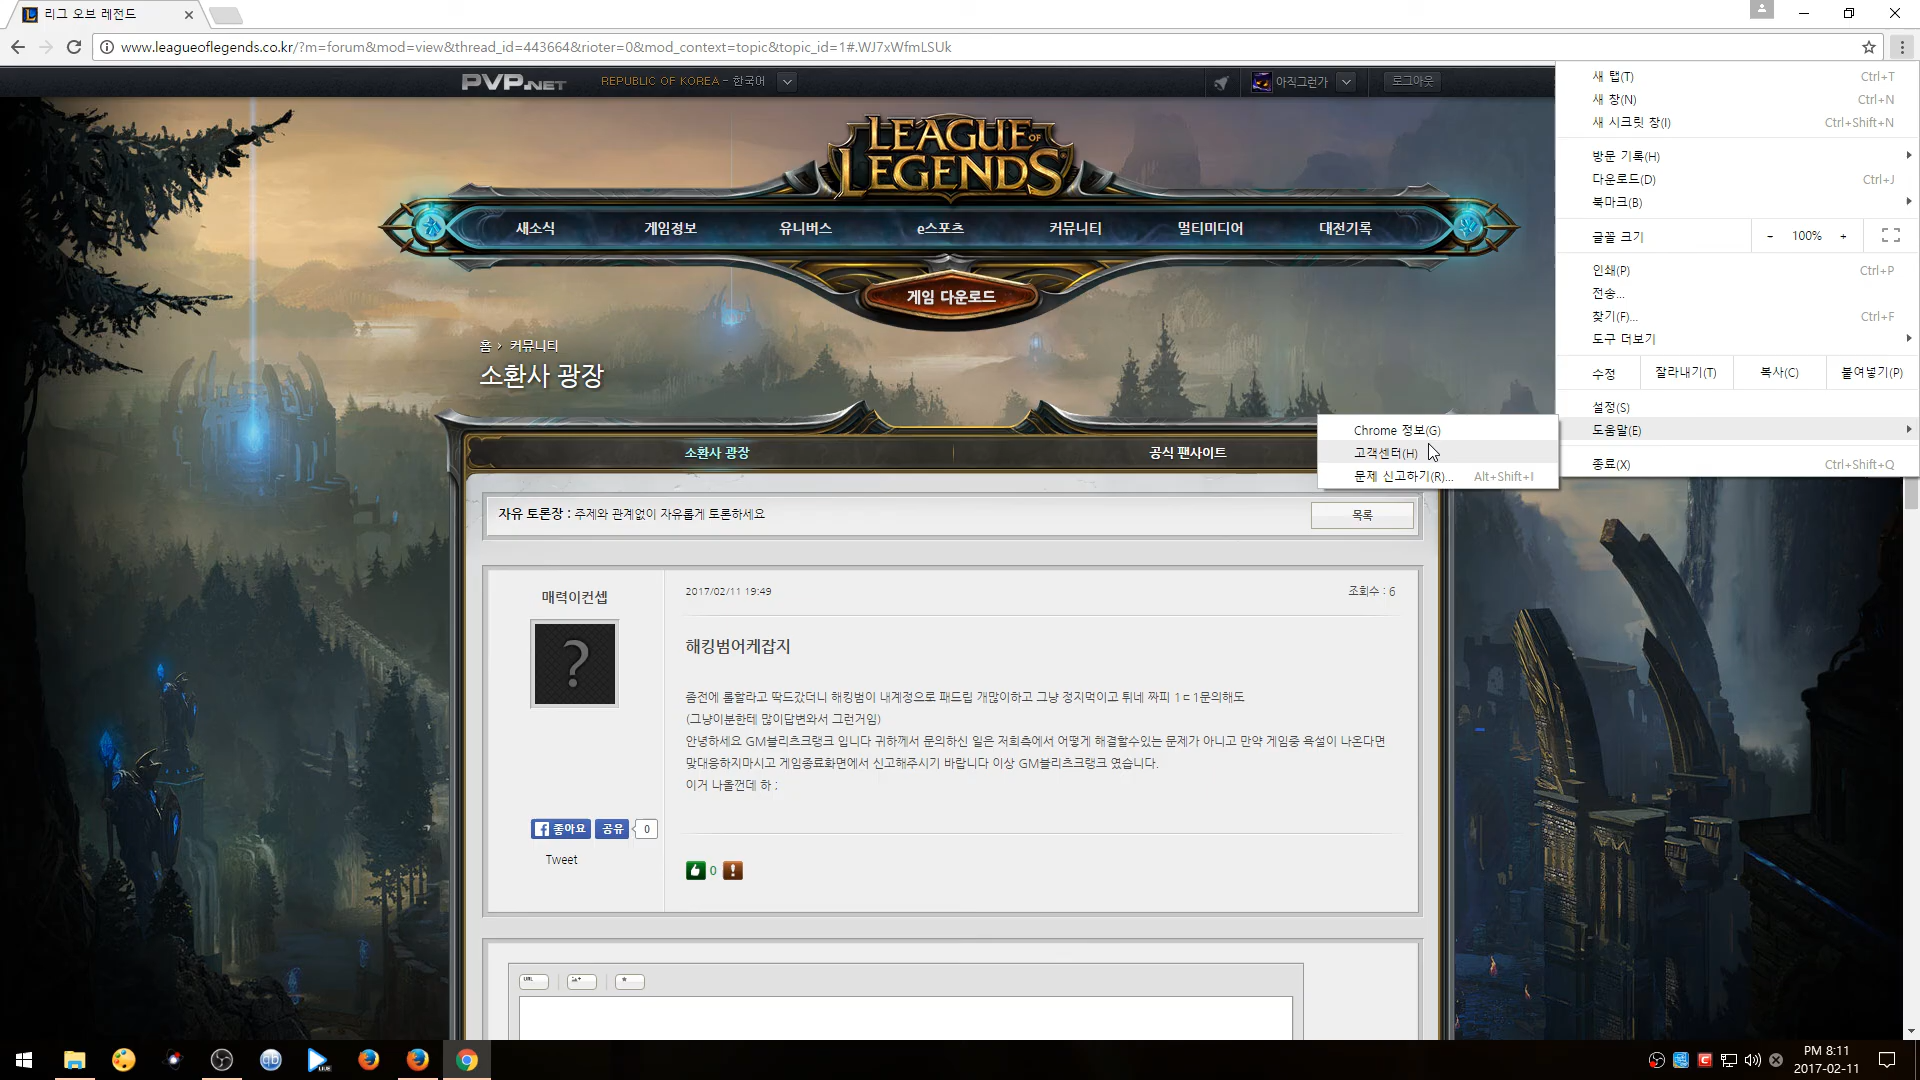 리그 오브 레전드
www.leagueoflegends.co.kr/?m=forum&mod=view&thread_id=443664&rioter=0&mod_context=topic&topic_id=1#.WJ7xWfmLSUk
PVP.NET
REPUBLIC OF KOREA - 한국어
아직그런가
로그아웃
LEAGUE OF LEGENDS
새소식
게임정보
유니버스
e스포츠
커뮤니티
멀티미디어
대전기록
게임 다운로드
홈 › 커뮤니티
소환사 광장
소환사 광장
공식 팬사이트
새 탭(T) Ctrl+T
새 창(N) Ctrl+N
새 시크릿 창(I) Ctrl+Shift+N
방문 기록(H)
다운로드(D) Ctrl+J
북마크(B)
글꼴 크기 - 100% +
인쇄(P) Ctrl+P
전송...
찾기(F)... Ctrl+F
도구 더보기
수정 잘라내기(T) 복사(C) 붙여넣기(P)
설정(S)
도움말(E)
종료(X) Ctrl+Shift+Q
Chrome 정보(G)
고객센터(H)
문제 신고하기(R)... Alt+Shift+I
자유 토론장 : 주제와 관계없이 자유롭게 토론하세요
목록
매력이컨셉
?
2017/02/11 19:49
조회수 : 6
해킹범어케잡지
좀전에 롤할라고 딱드갔더니 해킹범이 내계정으로 패드립 개많이하고 그냥 정지먹이고 튀네 짜피 1ㄷ1문의해도
(그냥이분한테 많이답변와서 그런거임)
안녕하세요 GM블리츠크랭크 입니다 귀하께서 문의하신 일은 저희측에서 어떻게 해결할수있는 문제가 아니고 만약 게임중 욕설이 나온다면
맞대응하지마시고 게임종료화면에서 신고해주시기 바랍니다 이상 GM블리츠크랭크 였습니다.
이거 나올껀데 하 ;
좋아요 공유 0
Tweet
0
URL
PM 8:11
2017-02-11